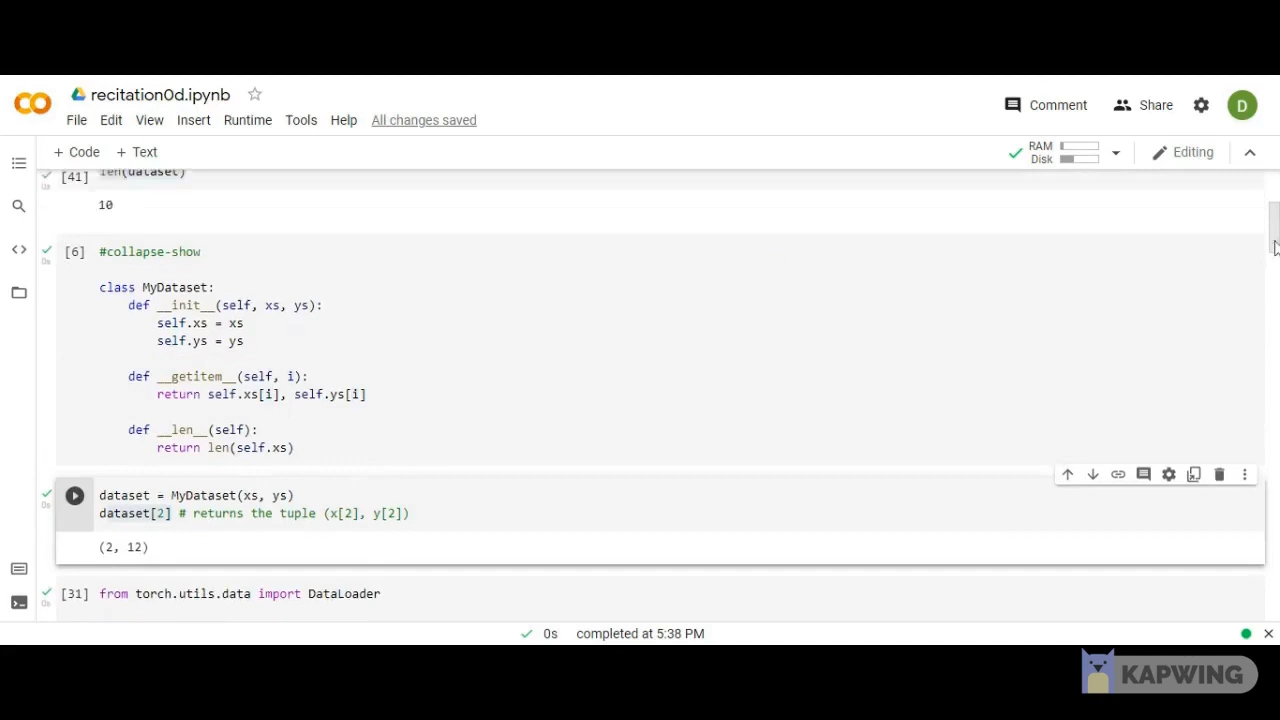 recitation0d.ipynb
File Edit View Insert Runtime Tools Help All changes saved
Comment Share D
+ Code + Text
RAM
Disk
Editing
[41] len(dataset)
0s
10
[6] #collapse-show
0s
class MyDataset:
def __init__(self, xs, ys):
self.xs = xs
self.ys = ys
def __getitem__(self, i):
return self.xs[i], self.ys[i]
def __len__(self):
return len(self.xs)
dataset = MyDataset(xs, ys)
0s
dataset[2] # returns the tuple (x[2], y[2])
(2, 12)
[31] from torch.utils.data import DataLoader
0s
0s completed at 5:38 PM
KAPWING